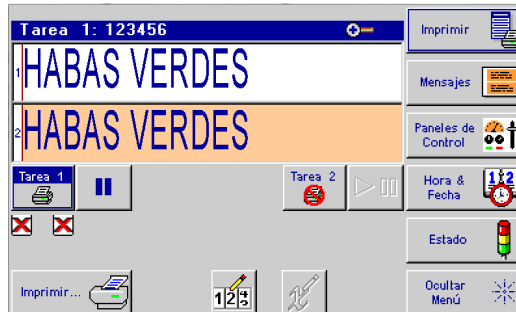 Tarea 1: 123456
1 HABAS VERDES
2 HABAS VERDES
Tarea 1
Tarea 2
Imprimir...
Imprimir
Mensajes
Paneles de
Control
Hora &
Fecha
Estado
Ocultar
Menú